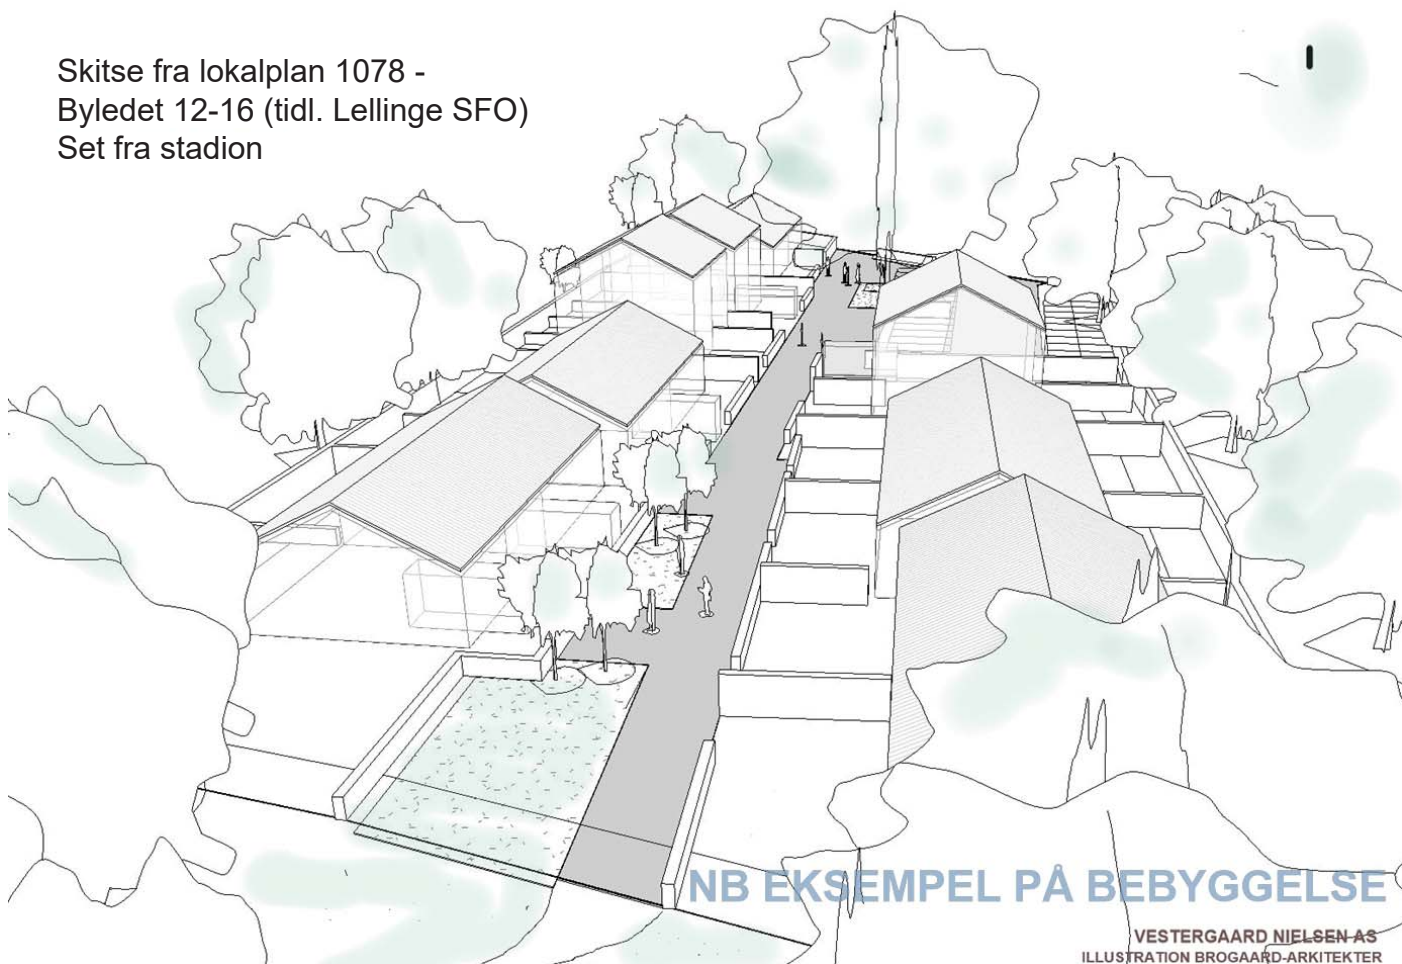 Skitse fra lokalplan 1078 -
Byledet 12-16 (tidl. Lellinge SFO)
Set fra stadion
NB EKSEMPEL PÅ BEBYGGELSE
VESTERGAARD NIELSEN AS
ILLUSTRATION BROGAARD-ARKITEKTER